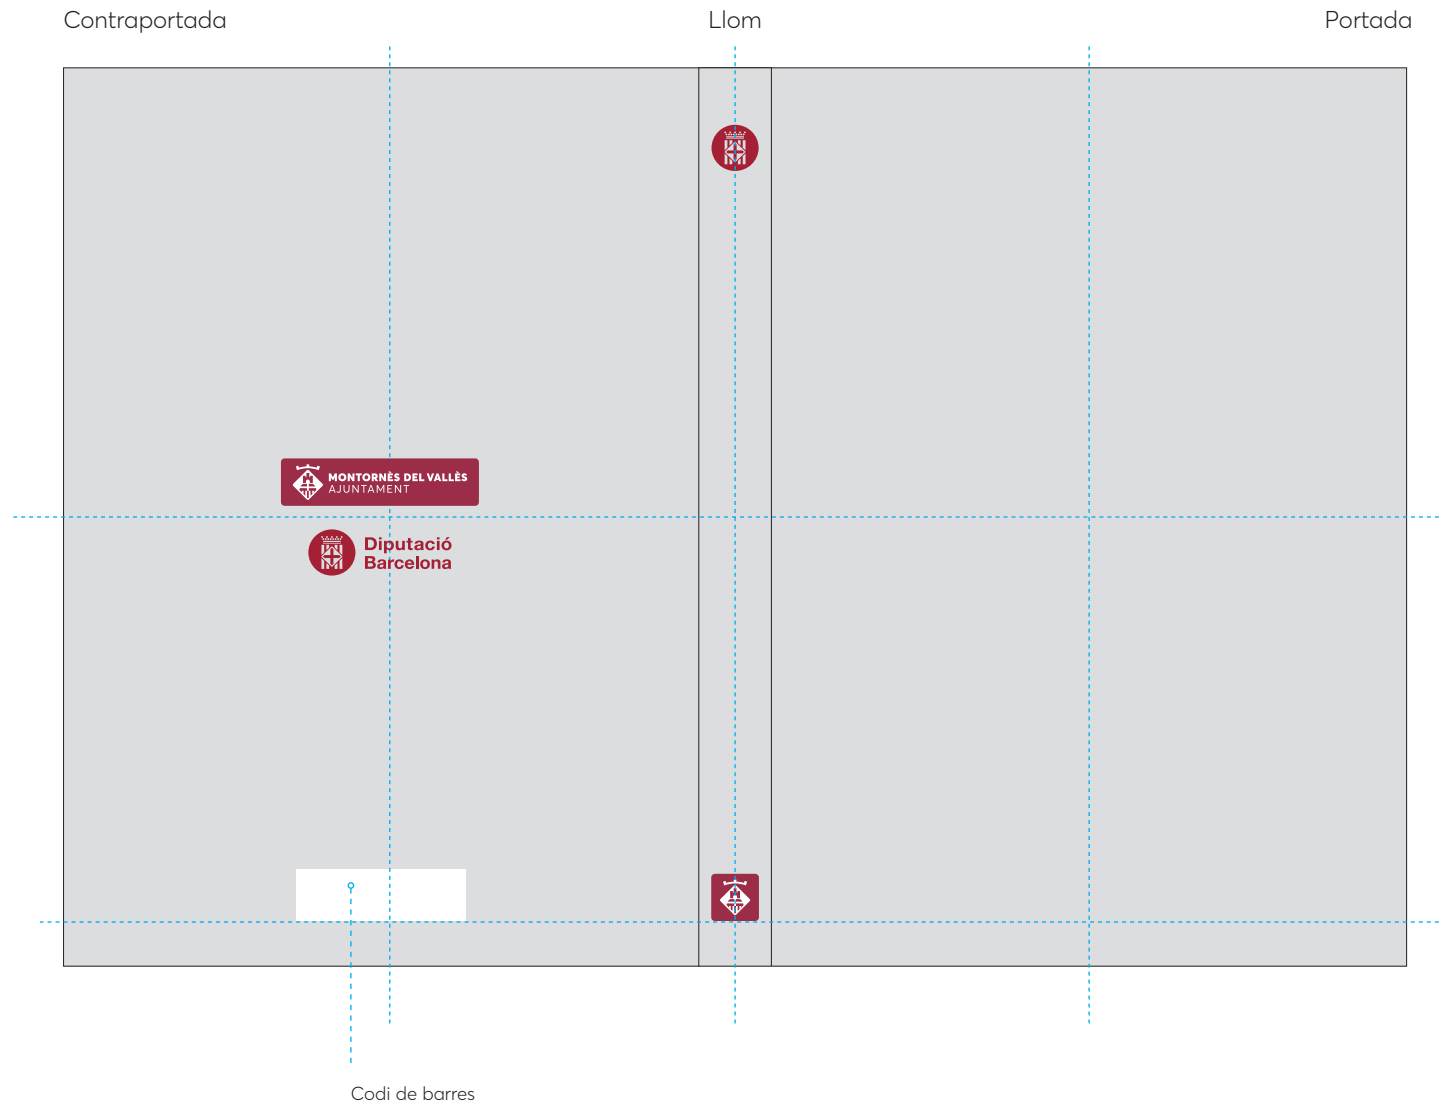 Contraportada
Llom
Portada
MONTORNÈS DEL VALLÈS
AJUNTAMENT
Diputació
Barcelona
Codi de barres